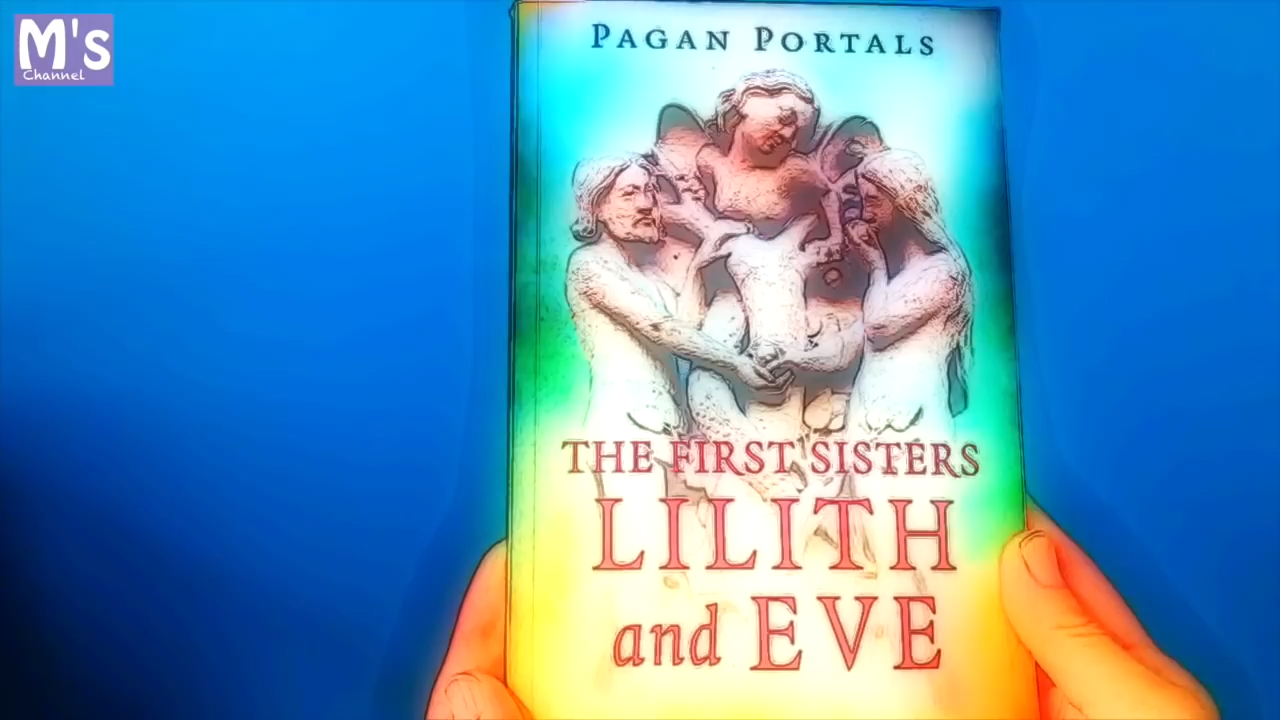 M's
Channel
PAGAN PORTALS
THE FIRST SISTERS
LILITH
and EVE